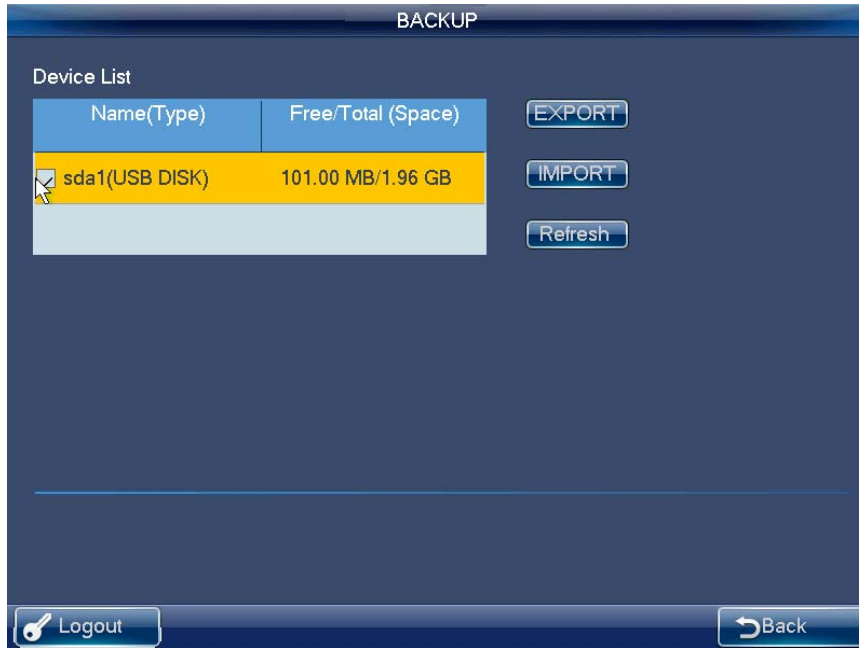 BACKUP
Device List
Name(Type) Free/Total (Space)
EXPORT
sda1(USB DISK) 101.00 MB/1.96 GB
IMPORT
Refresh
Logout
Back